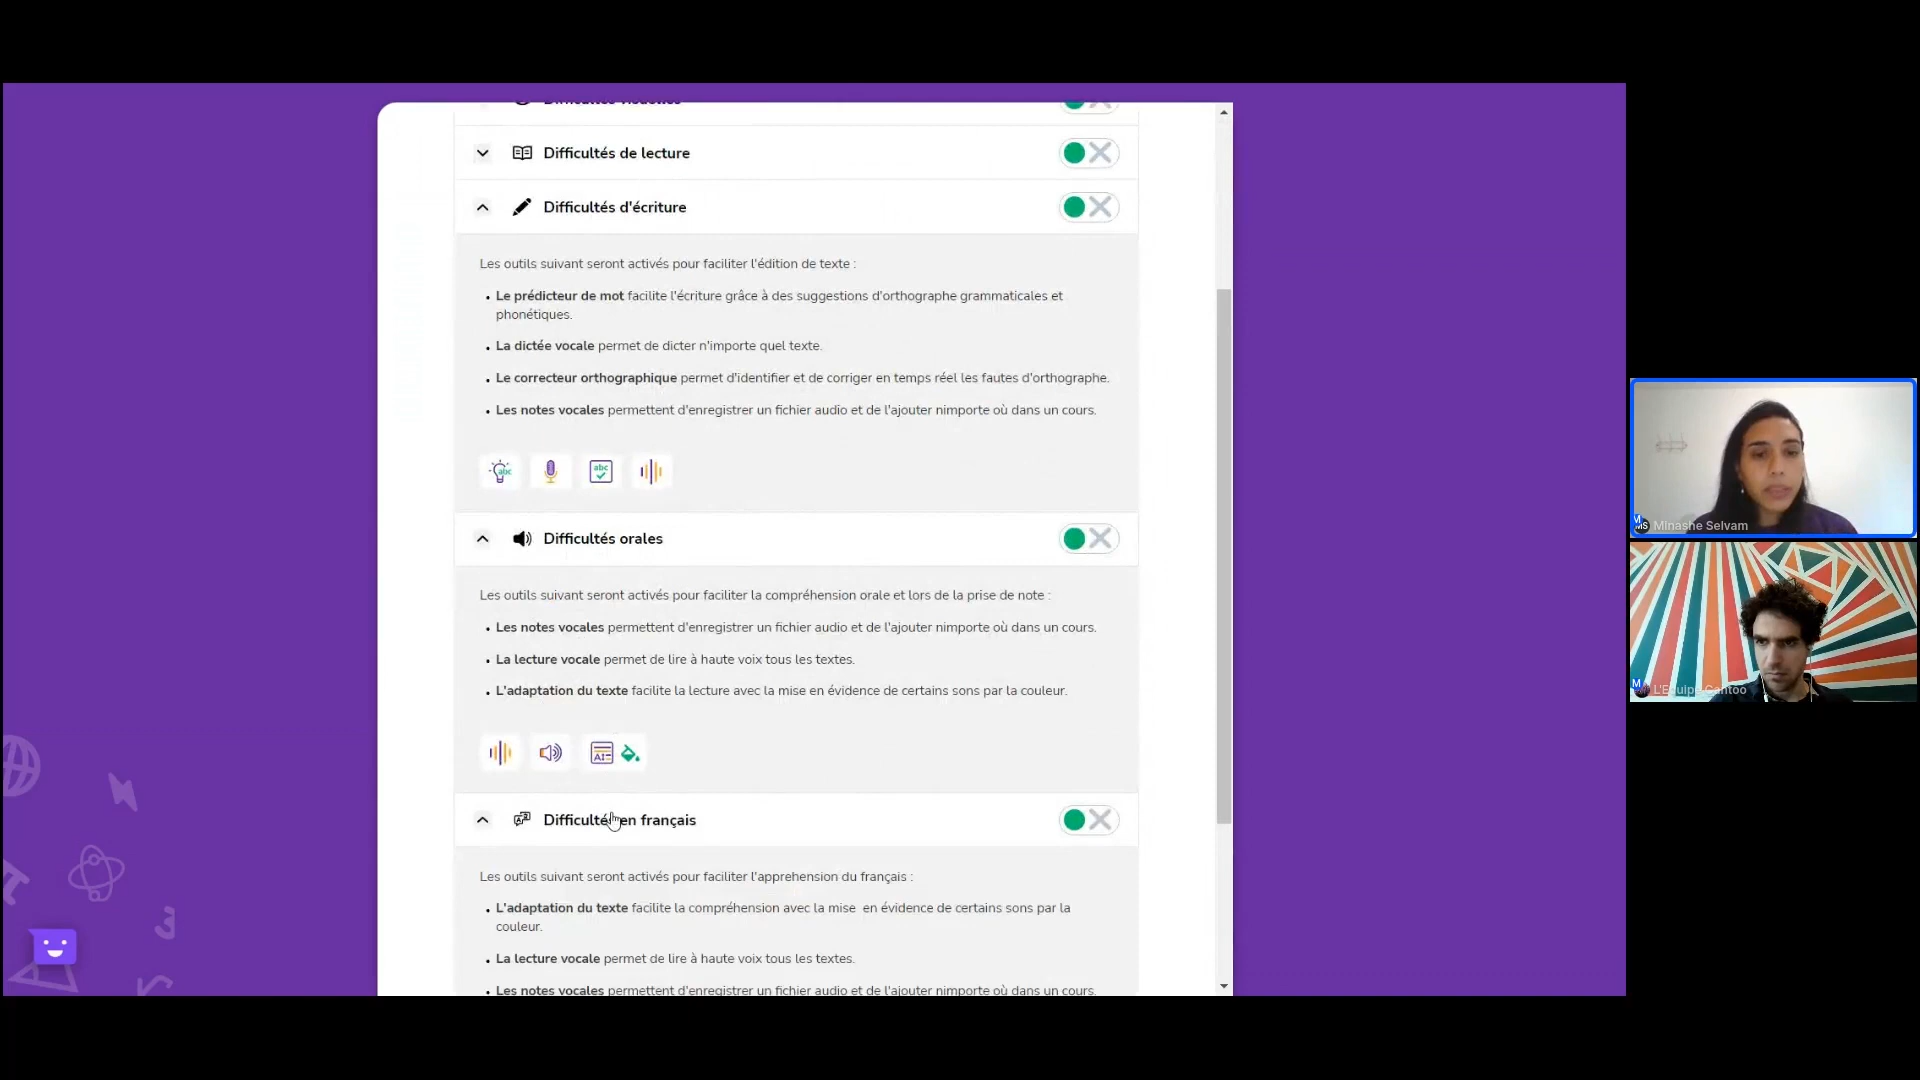 Difficultés visuelles
Difficultés de lecture
Difficultés d'écriture
Les outils suivant seront activés pour faciliter l'édition de texte :
• Le prédicteur de mot facilite l'écriture grâce à des suggestions d'orthographe grammaticales et
phonétiques.
• La dictée vocale permet de dicter n'importe quel texte.
• Le correcteur orthographique permet d'identifier et de corriger en temps réel les fautes d'orthographe.
• Les notes vocales permettent d'enregistrer un fichier audio et de l'ajouter nimporte où dans un cours.
abc abc
Difficultés orales
Les outils suivant seront activés pour faciliter la compréhension orale et lors de la prise de note :
• Les notes vocales permettent d'enregistrer un fichier audio et de l'ajouter nimporte où dans un cours.
• La lecture vocale permet de lire à haute voix tous les textes.
• L'adaptation du texte facilite la lecture avec la mise en évidence de certains sons par la couleur.
AI
Difficultés en français
Les outils suivant seront activés pour faciliter l'apprehension du français :
• L'adaptation du texte facilite la compréhension avec la mise en évidence de certains sons par la
couleur.
• La lecture vocale permet de lire à haute voix tous les textes.
• Les notes vocales permettent d'enregistrer un fichier audio et de l'ajouter nimporte où dans un cours.
M
MS Minashe Selvam
M
L'Equipe Cantoo